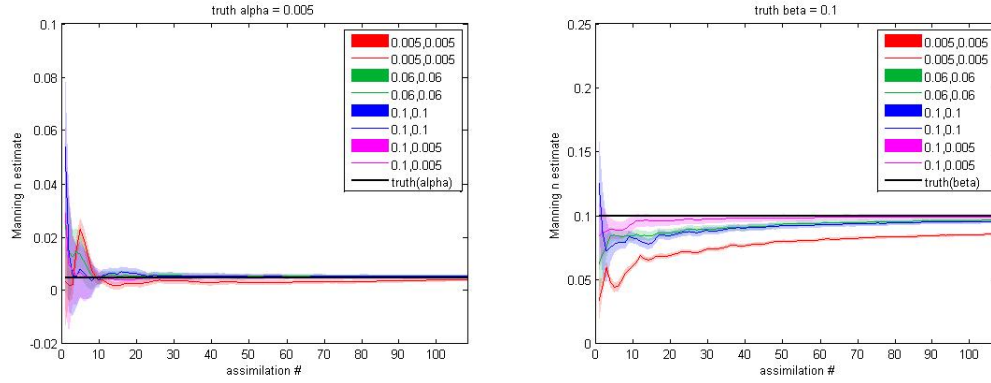 truth alpha = 0.005
0.1
0.08
0.06
0.04
0.02
0
-0.02
Manning n estimate
0 10 20 30 40 50 60 70 80 90 100
assimilation #
0.005,0.005
0.005,0.005
0.06,0.06
0.06,0.06
0.1,0.1
0.1,0.1
0.1,0.005
0.1,0.005
truth(alpha)
truth beta = 0.1
0.25
0.2
0.15
0.1
0.05
0
Manning n estimate
0 10 20 30 40 50 60 70 80 90 100
assimilation #
0.005,0.005
0.005,0.005
0.06,0.06
0.06,0.06
0.1,0.1
0.1,0.1
0.1,0.005
0.1,0.005
truth(beta)